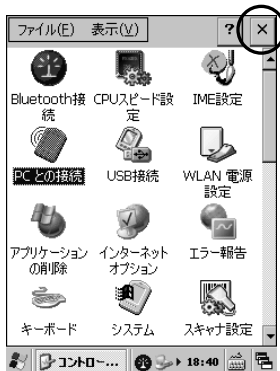 ファイル(F) 表示(V) ? ×
Bluetooth接続
CPUスピード設定
IME設定
PCとの接続
USB接続
WLAN 電源設定
アプリケーションの削除
インターネットオプション
エラー報告
キーボード
システム
スキャナ設定
コントロー... 18:40